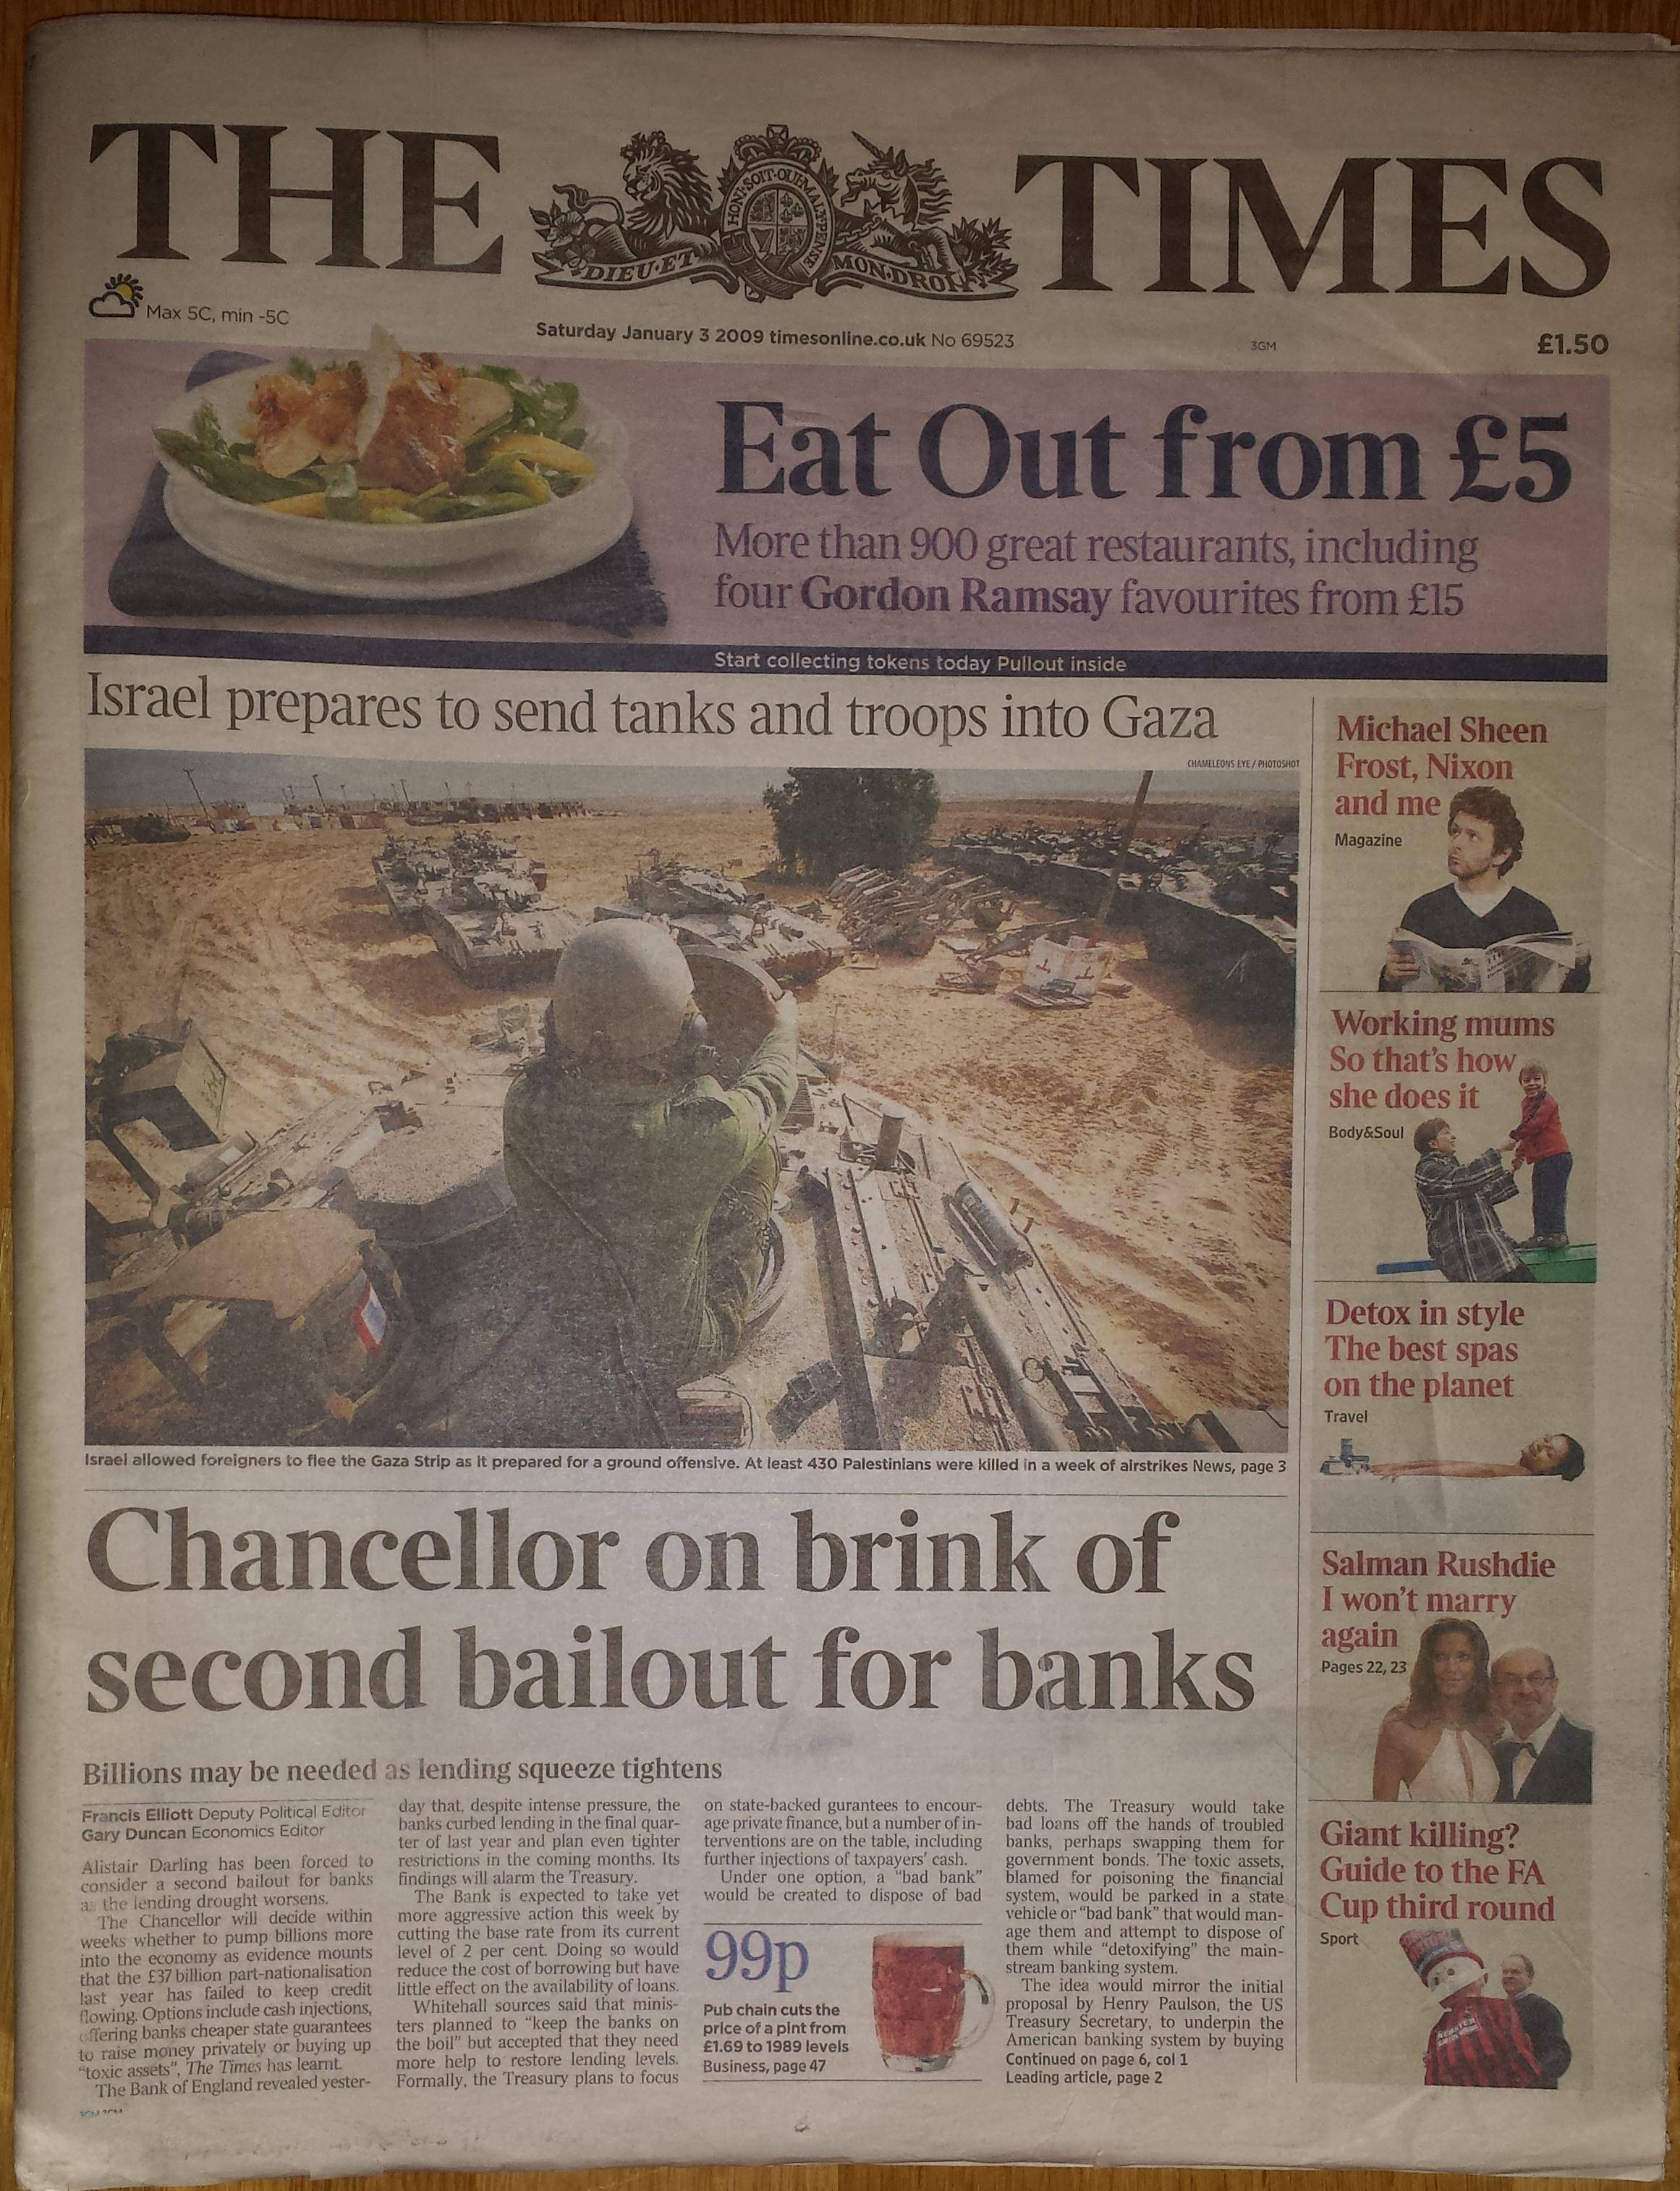 THE TIMES
HONI·SOIT·QUI·MAL·Y·PENSE
DIEU·ET MON·DROIT
Max 5C, min -5C
Saturday January 3 2009 timesonline.co.uk No 69523
3GM
£1.50
Eat Out from £5
More than 900 great restaurants, including
four Gordon Ramsay favourites from £15
Start collecting tokens today Pullout inside
Israel prepares to send tanks and troops into Gaza
CHAMELEONS EYE / PHOTOSHOT
Israel allowed foreigners to flee the Gaza Strip as it prepared for a ground offensive. At least 430 Palestinians were killed in a week of airstrikes News, page 3
Chancellor on brink of
second bailout for banks
Billions may be needed as lending squeeze tightens
Francis Elliott Deputy Political Editor
Gary Duncan Economics Editor
Alistair Darling has been forced to
consider a second bailout for banks
as the lending drought worsens.
The Chancellor will decide within
weeks whether to pump billions more
into the economy as evidence mounts
that the £37 billion part-nationalisation
last year has failed to keep credit
flowing. Options include cash injections,
offering banks cheaper state guarantees
to raise money privately or buying up
“toxic assets”, The Times has learnt.
The Bank of England revealed yester-
day that, despite intense pressure, the
banks curbed lending in the final quar-
ter of last year and plan even tighter
restrictions in the coming months. Its
findings will alarm the Treasury.
The Bank is expected to take yet
more aggressive action this week by
cutting the base rate from its current
level of 2 per cent. Doing so would
reduce the cost of borrowing but have
little effect on the availability of loans.
Whitehall sources said that minis-
ters planned to “keep the banks on
the boil” but accepted that they need
more help to restore lending levels.
Formally, the Treasury plans to focus
on state-backed gurantees to encour-
age private finance, but a number of in-
terventions are on the table, including
further injections of taxpayers’ cash.
Under one option, a “bad bank”
would be created to dispose of bad
debts. The Treasury would take
bad loans off the hands of troubled
banks, perhaps swapping them for
government bonds. The toxic assets,
blamed for poisoning the financial
system, would be parked in a state
vehicle or “bad bank” that would man-
age them and attempt to dispose of
them while “detoxifying” the main-
stream banking system.
The idea would mirror the initial
proposal by Henry Paulson, the US
Treasury Secretary, to underpin the
American banking system by buying
Continued on page 6, col 1
Leading article, page 2
99p
Pub chain cuts the
price of a pint from
£1.69 to 1989 levels
Business, page 47
Michael Sheen
Frost, Nixon
and me
Magazine
Working mums
So that’s how
she does it
Body&Soul
Detox in style
The best spas
on the planet
Travel
Salman Rushdie
I won’t marry
again
Pages 22, 23
Giant killing?
Guide to the FA
Cup third round
Sport